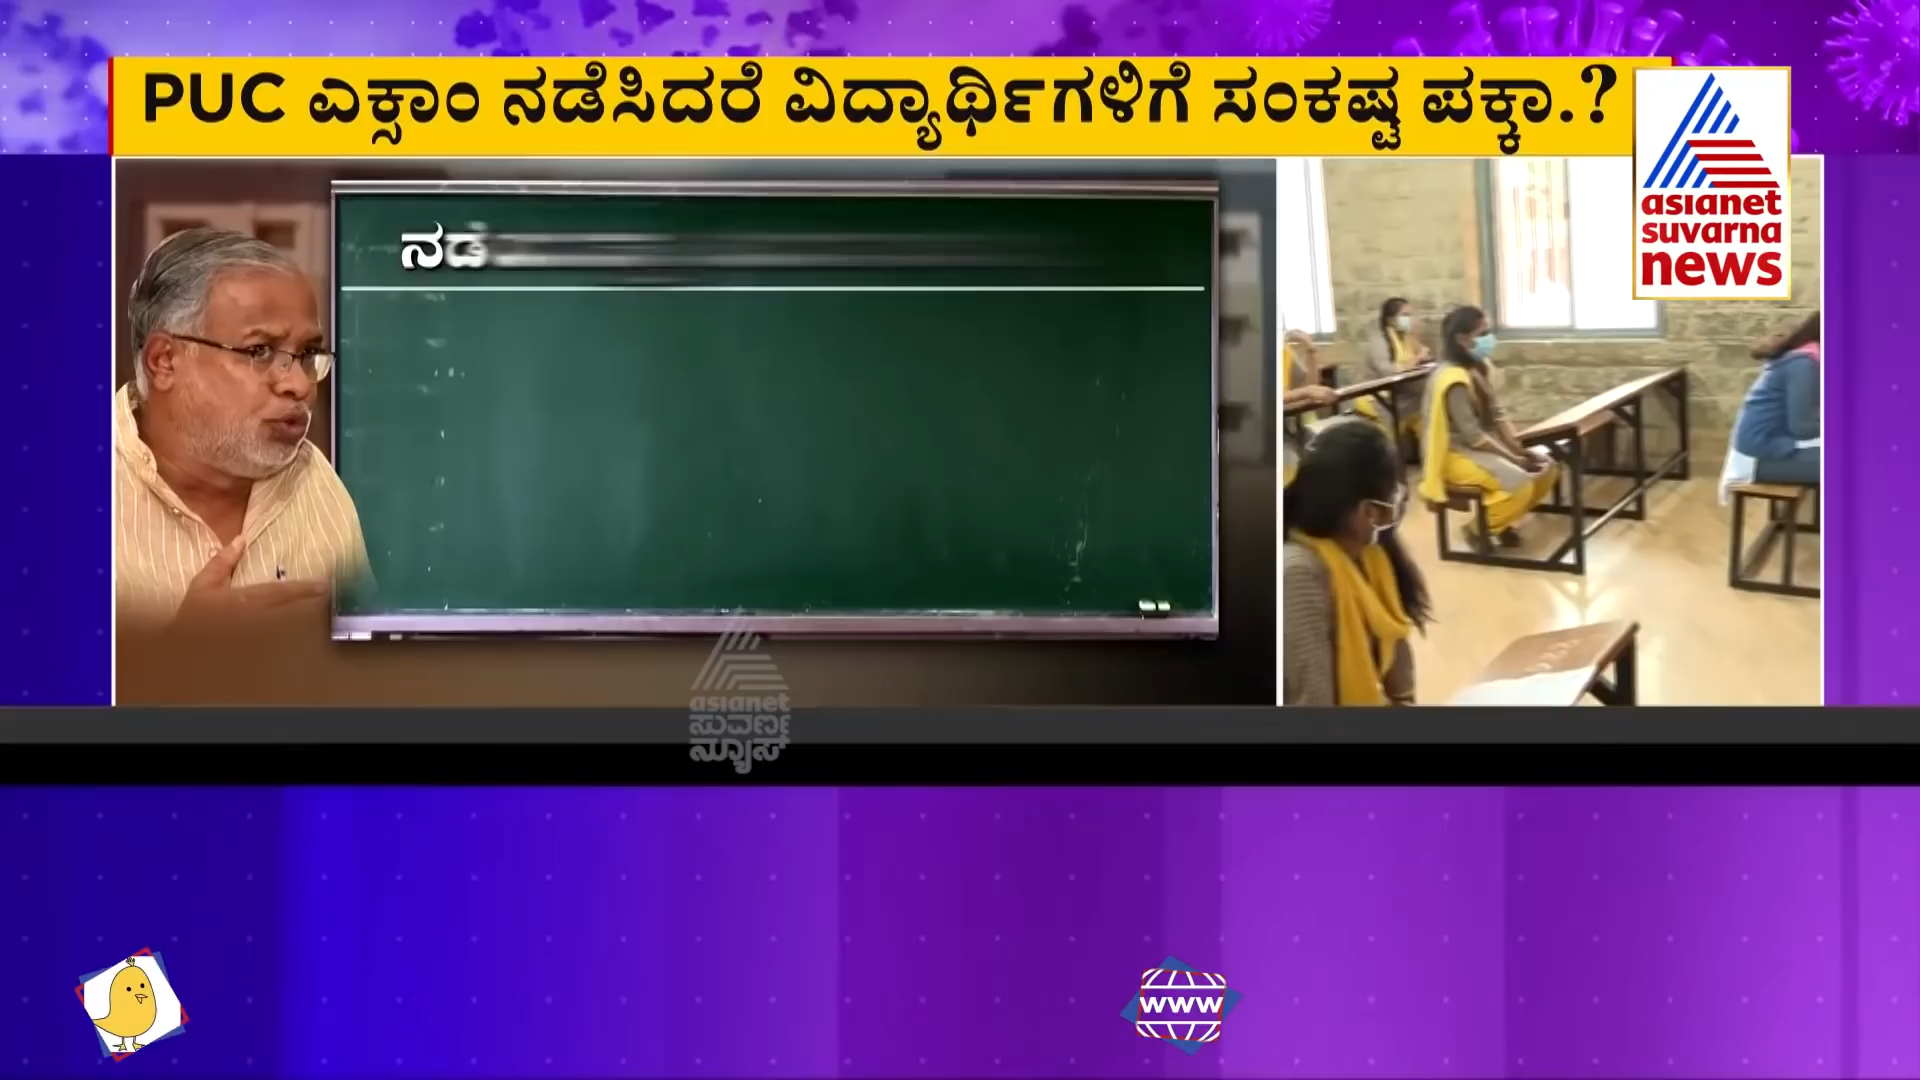 PUC ಎಕ್ಸಾಂ ನಡೆಸಿದರೆ ವಿದ್ಯಾರ್ಥಿಗಳಿಗೆ ಸಂಕಷ್ಟ ಪಕ್ಕಾ.?
asianet
suvarna
news
ನಡೆ
asianet
ಸುವರ್ಣ
ನ್ಯೂಸ್
www